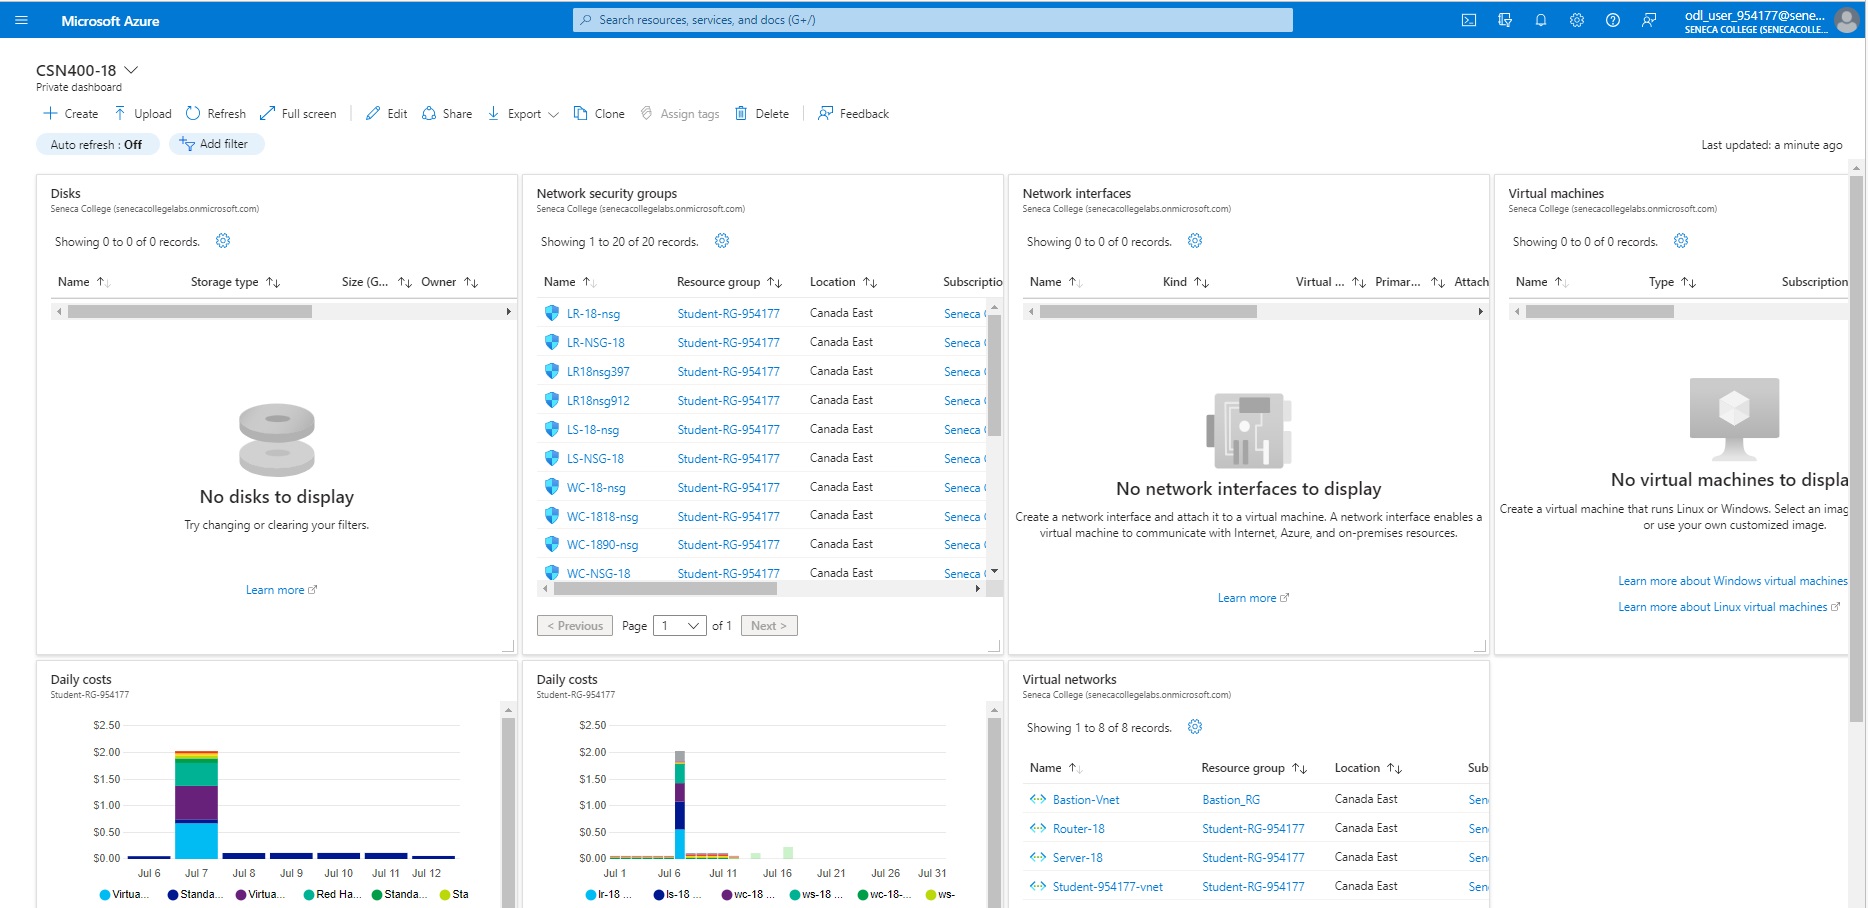 Microsoft Azure
Search resources, services, and docs (G+/)
odl_user_954177@sene...
SENECA COLLEGE (SENECACOLLE...
CSN400-18
Private dashboard
Create Upload Refresh Full screen Edit Share Export Clone Assign tags Delete Feedback
Auto refresh : Off Add filter
Last updated: a minute ago
Disks
Seneca College (senecacollegelabs.onmicrosoft.com)
Showing 0 to 0 of 0 records.
Name Storage type Size (G... Owner
No disks to display
Try changing or clearing your filters.
Learn more
Network security groups
Seneca College (senecacollegelabs.onmicrosoft.com)
Showing 1 to 20 of 20 records.
Name Resource group Location Subscriptio
LR-18-nsg Student-RG-954177 Canada East Seneca
LR-NSG-18 Student-RG-954177 Canada East Seneca
LR18nsg397 Student-RG-954177 Canada East Seneca
LR18nsg912 Student-RG-954177 Canada East Seneca
LS-18-nsg Student-RG-954177 Canada East Seneca
LS-NSG-18 Student-RG-954177 Canada East Seneca
WC-18-nsg Student-RG-954177 Canada East Seneca
WC-1818-nsg Student-RG-954177 Canada East Seneca
WC-1890-nsg Student-RG-954177 Canada East Seneca
WC-NSG-18 Student-RG-954177 Canada East Seneca
< Previous Page 1 of 1 Next >
Network interfaces
Seneca College (senecacollegelabs.onmicrosoft.com)
Showing 0 to 0 of 0 records.
Name Kind Virtual ... Primar... Attach
No network interfaces to display
Create a network interface and attach it to a virtual machine. A network interface enables a
virtual machine to communicate with Internet, Azure, and on-premises resources.
Learn more
Virtual machines
Seneca College (senecacollegelabs.onmicrosoft.com)
Showing 0 to 0 of 0 records.
Name Type Subscription
No virtual machines to displa
Create a virtual machine that runs Linux or Windows. Select an imag
or use your own customized image.
Learn more about Windows virtual machines
Learn more about Linux virtual machines
Daily costs
Student-RG-954177
$2.50
$2.00
$1.50
$1.00
$0.50
$0.00
Jul 6 Jul 7 Jul 8 Jul 9 Jul 10 Jul 11 Jul 12
Virtua... Standa... Virtua... Red Ha... Standa... Sta
Daily costs
Student-RG-954177
$2.50
$2.00
$1.50
$1.00
$0.50
$0.00
Jul 1 Jul 6 Jul 11 Jul 16 Jul 21 Jul 26 Jul 31
lr-18 ... ls-18 ... wc-18 ... ws-18 ... wc-18-... ws-
Virtual networks
Seneca College (senecacollegelabs.onmicrosoft.com)
Showing 1 to 8 of 8 records.
Name Resource group Location Sub
Bastion-Vnet Bastion_RG Canada East Sen
Router-18 Student-RG-954177 Canada East Sen
Server-18 Student-RG-954177 Canada East Sen
Student-954177-vnet Student-RG-954177 Canada East Sen